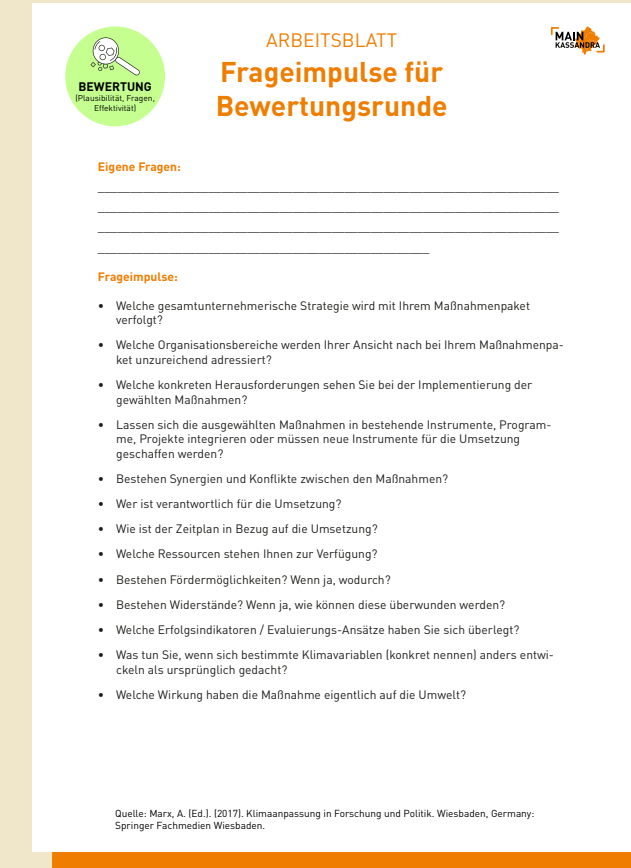 ARBEITSBLATT
Frageimpulse für
Bewertungsrunde
BEWERTUNG
(Plausibilität, Fragen,
Effektivität)
MAIN
KASSANDRA
Eigene Fragen:
Frageimpulse:
• Welche gesamtunternehmerische Strategie wird mit Ihrem Maßnahmenpaket
verfolgt?
• Welche Organisationsbereiche werden Ihrer Ansicht nach bei Ihrem Maßnahmenpa-
ket unzureichend adressiert?
• Welche konkreten Herausforderungen sehen Sie bei der Implementierung der
gewählten Maßnahmen?
• Lassen sich die ausgewählten Maßnahmen in bestehende Instrumente, Program-
me, Projekte integrieren oder müssen neue Instrumente für die Umsetzung
geschaffen werden?
• Bestehen Synergien und Konflikte zwischen den Maßnahmen?
• Wer ist verantwortlich für die Umsetzung?
• Wie ist der Zeitplan in Bezug auf die Umsetzung?
• Welche Ressourcen stehen Ihnen zur Verfügung?
• Bestehen Fördermöglichkeiten? Wenn ja, wodurch?
• Bestehen Widerstände? Wenn ja, wie können diese überwunden werden?
• Welche Erfolgsindikatoren / Evaluierungs-Ansätze haben Sie sich überlegt?
• Was tun Sie, wenn sich bestimmte Klimavariablen (konkret nennen) anders entwi-
ckeln als ursprünglich gedacht?
• Welche Wirkung haben die Maßnahme eigentlich auf die Umwelt?
Quelle: Marx, A. (Ed.). (2017). Klimaanpassung in Forschung und Politik. Wiesbaden, Germany:
Springer Fachmedien Wiesbaden.